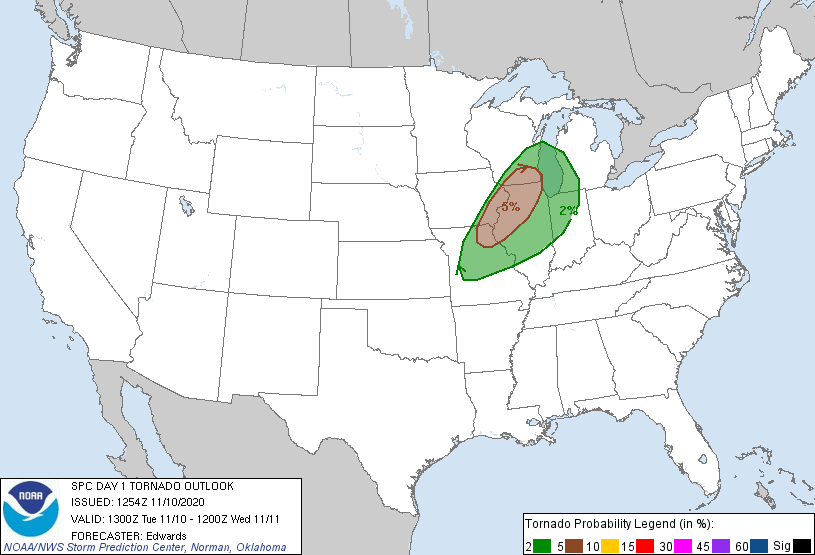 5%
2%
NOAA
SPC DAY 1 TORNADO OUTLOOK
ISSUED: 1254Z 11/10/2020
VALID: 1300Z Tue 11/10 - 1200Z Wed 11/11
FORECASTER: Edwards
NOAA/NWS Storm Prediction Center, Norman, Oklahoma
Tornado Probability Legend (in %):
2 5 10 15 30 45 60 Sig